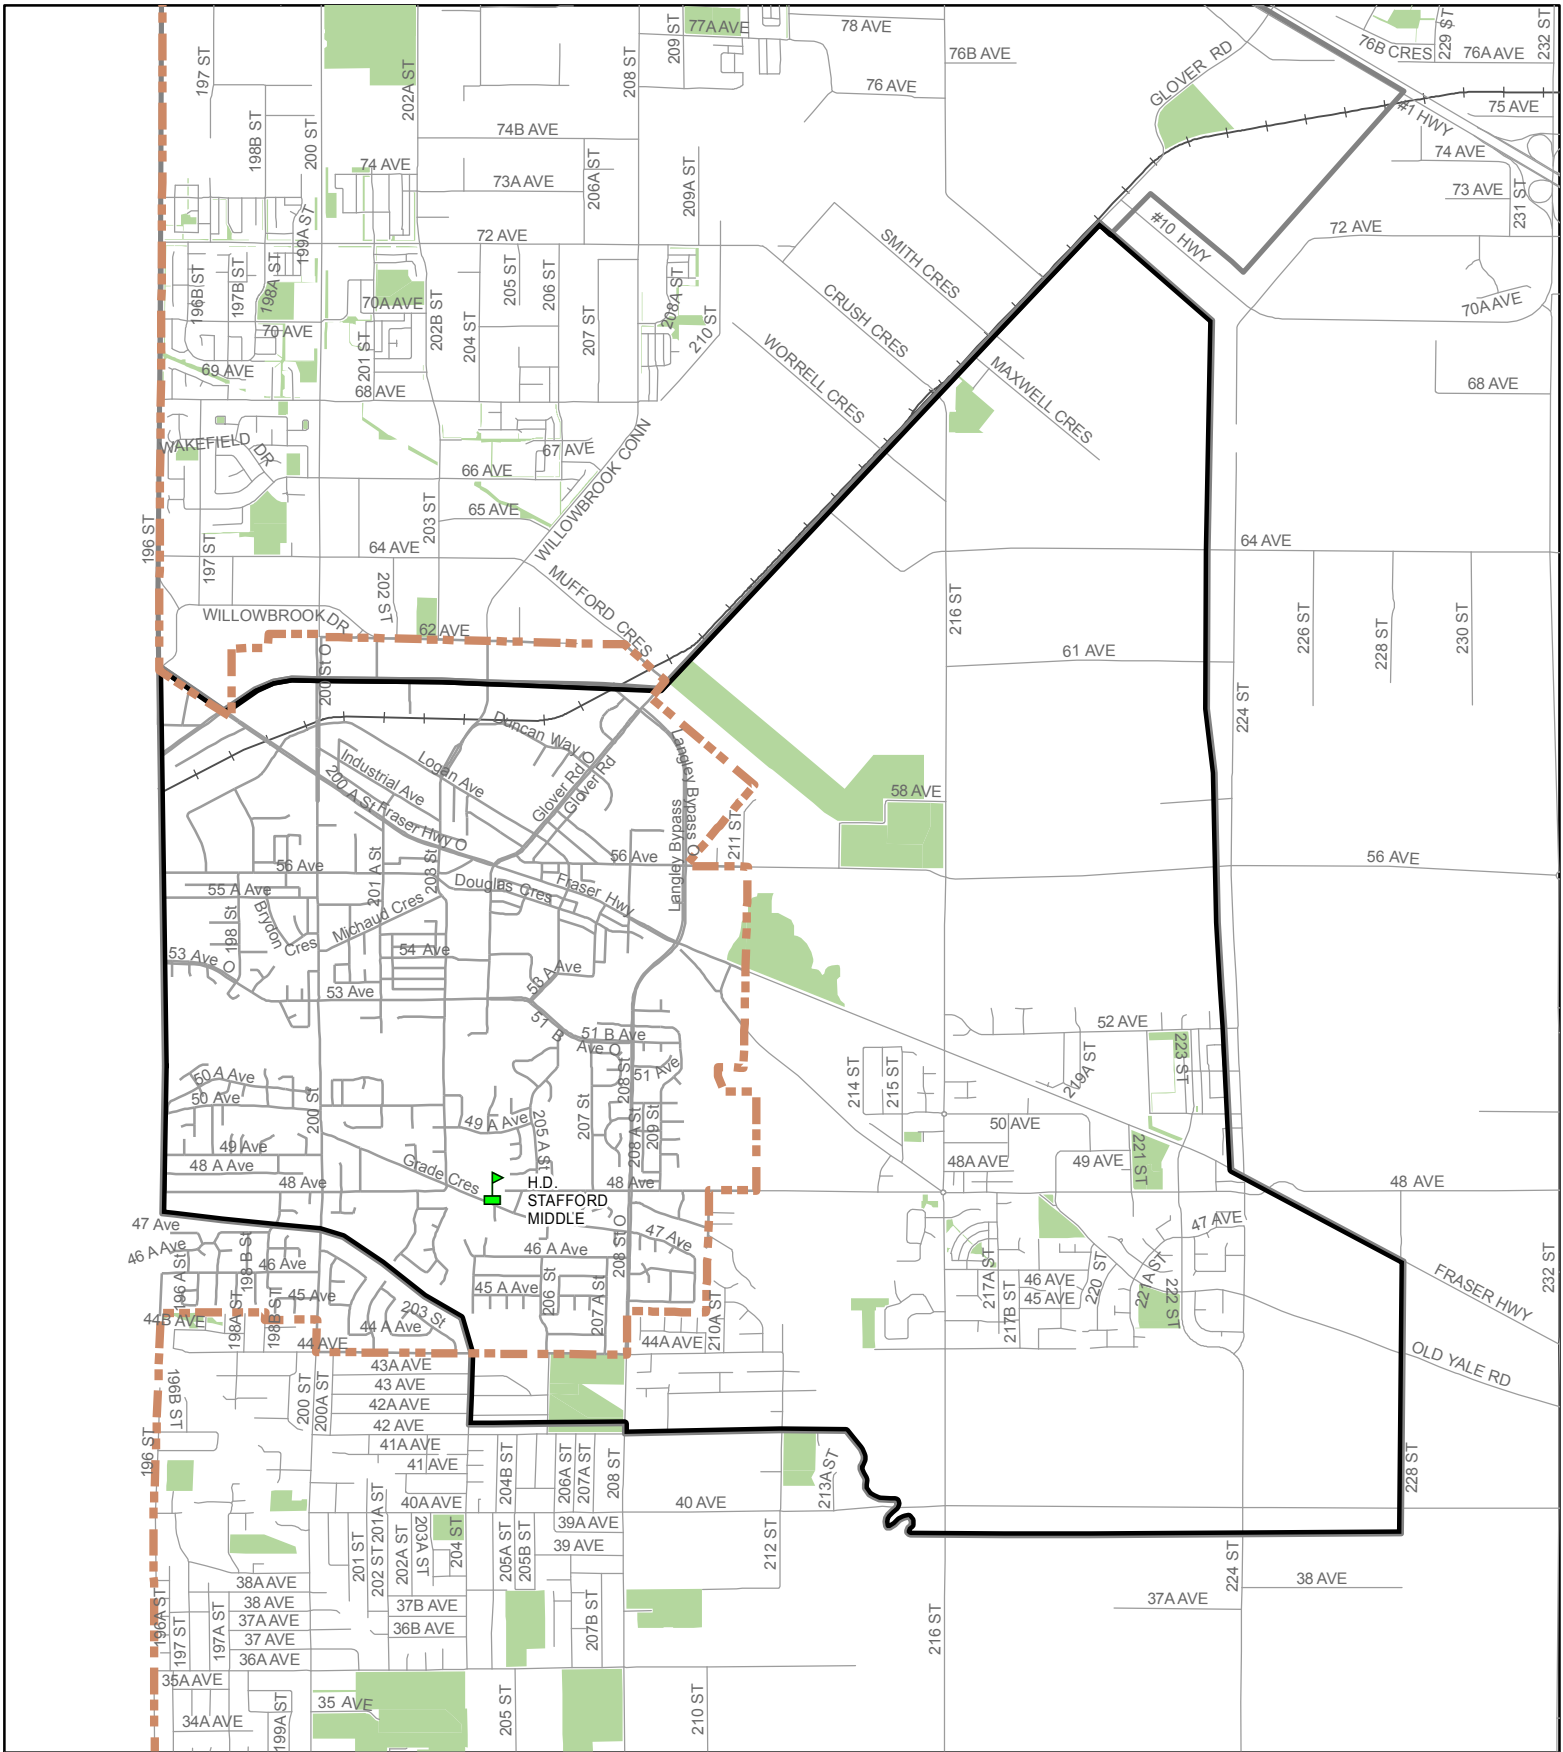 77A AVE
78 AVE
209 ST
208 ST
202A ST
197 ST
76B AVE
GLOVER RD
76B CRES
229 ST
76A AVE
232 ST
76 AVE
#1 HWY
75 AVE
198B ST
200 ST
74B AVE
74 AVE
74 AVE
73A AVE
206A ST
209A ST
73 AVE
231 ST
199A ST
72 AVE
SMITH CRES
#10 HWY
72 AVE
196B ST
197B ST
198A ST
70A AVE
202B ST
204 ST
205 ST
206 ST
207 ST
208A ST
210 ST
CRUSH CRES
70A AVE
70 AVE
201 ST
WORRELL CRES
MAXWELL CRES
69 AVE
68 AVE
68 AVE
WAKEFIELD DR
67 AVE
66 AVE
WILLOWBROOK CONN
65 AVE
203 ST
196 ST
197 ST
64 AVE
64 AVE
202 ST
MUFFORD CRES
WILLOWBROOK DR
62 AVE
216 ST
226 ST
228 ST
230 ST
61 AVE
200 St O
224 ST
Duncan Way O
Langley Bypass O
Industrial Ave
Logan Ave
Glover Rd O
Glover Rd
200 A St
Fraser Hwy O
58 AVE
Langley Bypass
211 ST
56 Ave
56 Ave
56 AVE
201 A St
208 St
55 A Ave
Douglas Cres
Fraser Hwy
198 St
Brydon
Cres
Michaud Cres
54 Ave
53 Ave O
53 A Ave
53 Ave
51 B
Ave O
51 B Ave
52 AVE
223 ST
219A ST
50 A Ave
50 Ave
200 St
51 Ave
208 St
214 ST
215 ST
49 A Ave
205 A St
207 St
208 A St
209 St
50 AVE
221 ST
49 Ave
48 A Ave
Grade Cres
48A AVE
49 AVE
48 Ave
H.D.
STAFFORD
MIDDLE
48 Ave
48 AVE
47 Ave
46 A Ave
196 A St
198 B St
46 Ave
46 A Ave
208 St O
47 Ave
47 AVE
217A ST
46 AVE
45 AVE
220 ST
221A ST
222 ST
232 ST
FRASER HWY
45 Ave
45 A Ave
206 St
207 A St
203 St
44B AVE
198A ST
198B ST
44 A Ave
44 AVE
44A AVE
210A ST
217B ST
OLD YALE RD
43A AVE
43 AVE
42A AVE
42 AVE
196B ST
200 ST
200A ST
41A AVE
41 AVE
40A AVE
196 ST
204B ST
206A ST
207A ST
208 ST
213A ST
228 ST
40 AVE
201A ST
39A AVE
39 AVE
201 ST
202 ST
202A ST
203A ST
204 ST
205A ST
205B ST
212 ST
224 ST
38A AVE
38 AVE
37A AVE
37 AVE
36A AVE
37B AVE
36B AVE
38 AVE
37A AVE
196A ST
197 ST
197A ST
207B ST
216 ST
35A AVE
34A AVE
199A ST
35 AVE
205 ST
210 ST